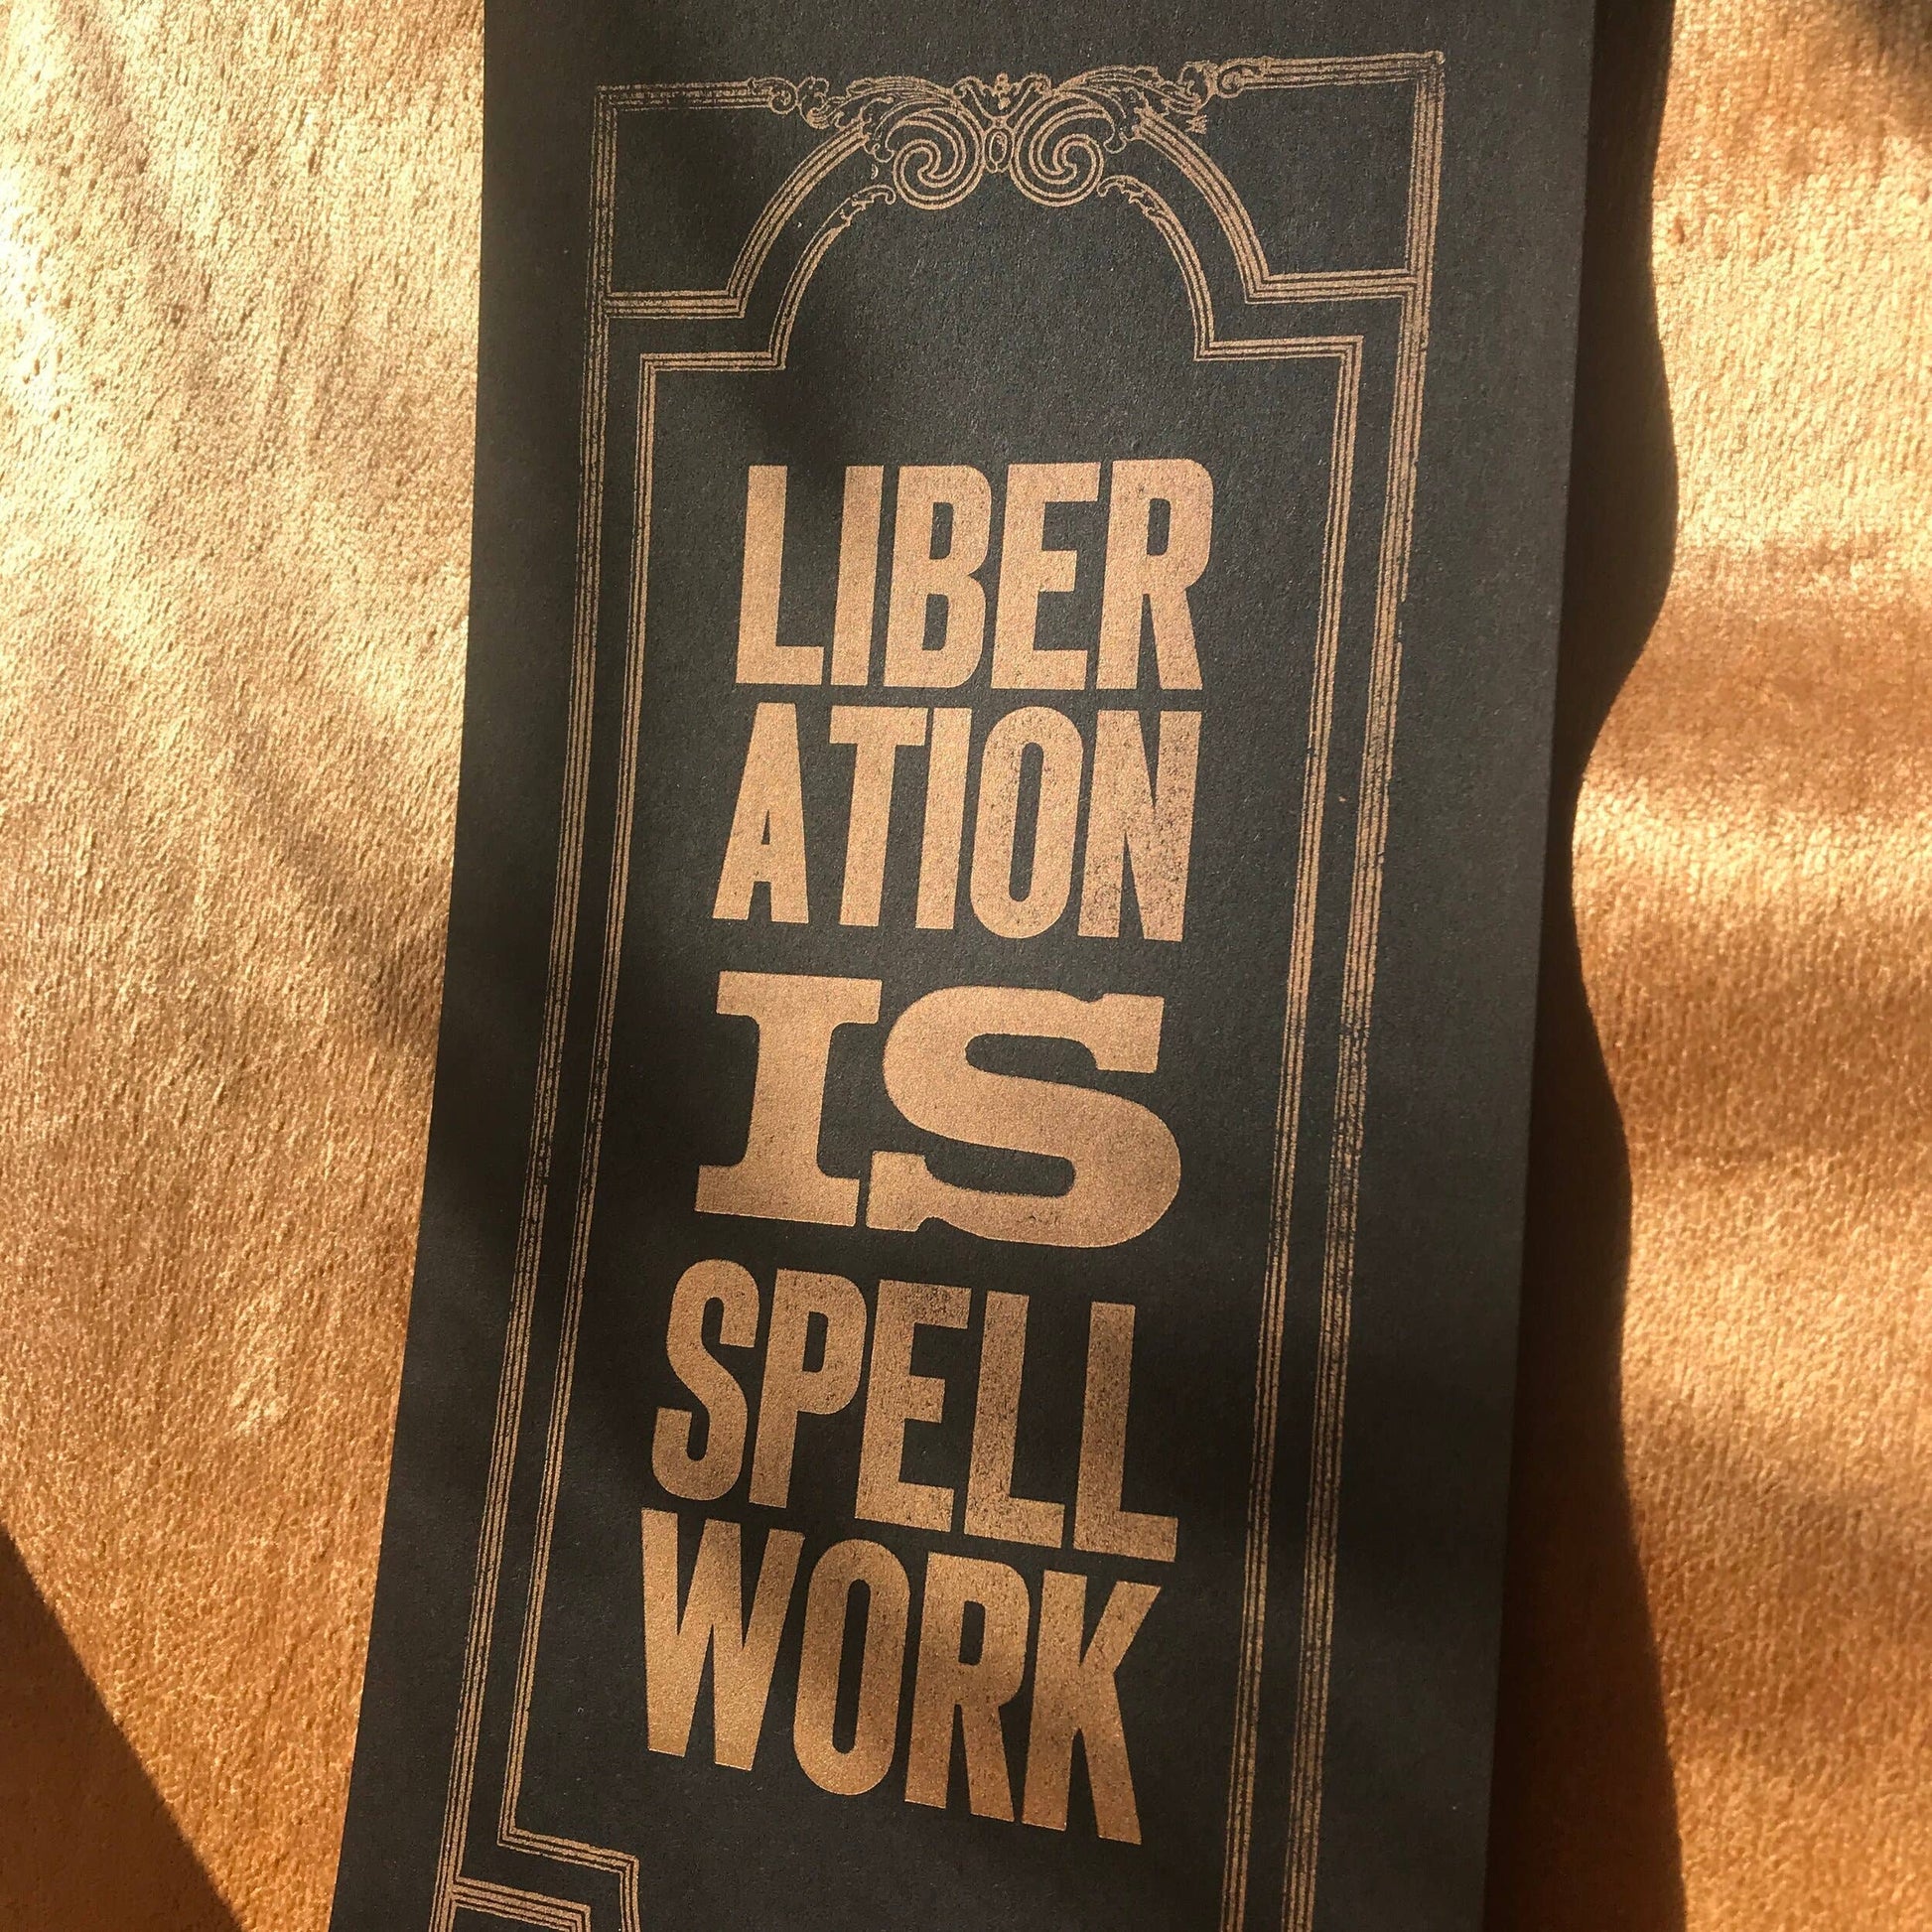 LIBER
ATION
IS
SPELL
WORK